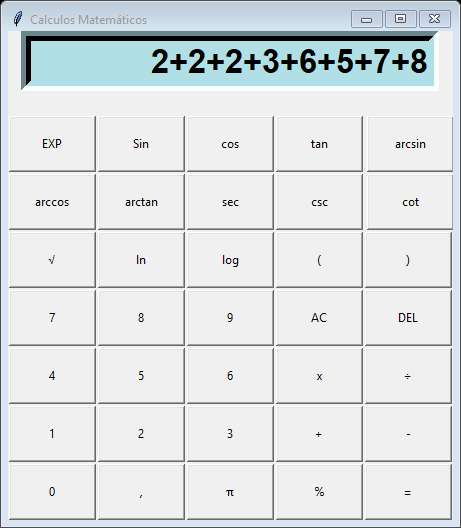 Calculos Matemáticos
2+2+2+3+6+5+7+8
EXP Sin cos tan arcsin
arccos arctan sec csc cot
√ ln log ( )
7 8 9 AC DEL
4 5 6 x ÷
1 2 3 + -
0 , π % =